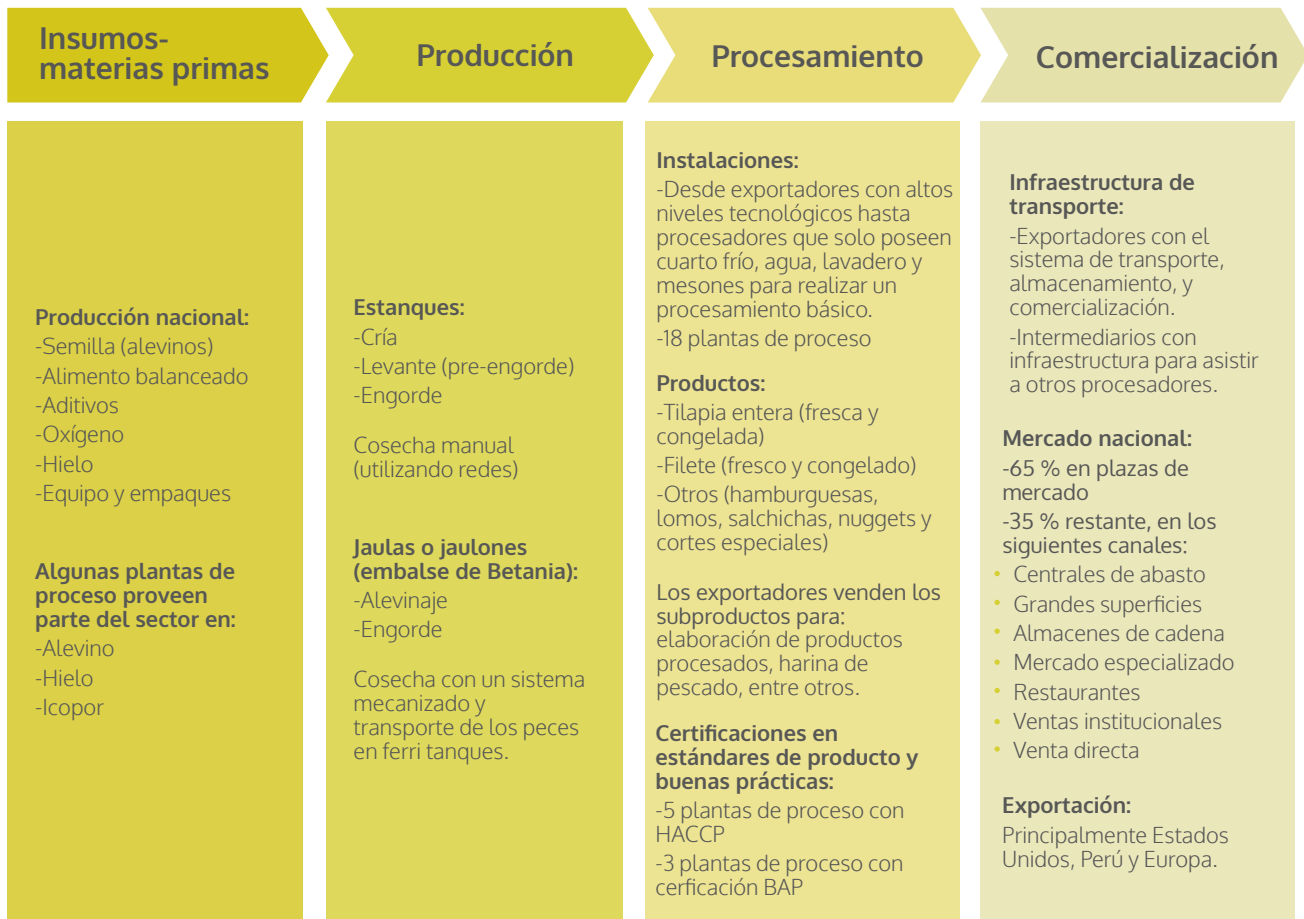 Insumos-
materias primas
Producción
Procesamiento
Comercialización
Producción nacional:
-Semilla (alevinos)
-Alimento balanceado
-Aditivos
-Oxígeno
-Hielo
-Equipo y empaques
Algunas plantas de
proceso proveen
parte del sector en:
-Alevino
-Hielo
-Icopor
Estanques:
-Cría
-Levante (pre-engorde)
-Engorde
Cosecha manual
(utilizando redes)
Jaulas o jaulones
(embalse de Betania):
-Alevinaje
-Engorde
Cosecha con un sistema
mecanizado y
transporte de los peces
en ferri tanques.
Instalaciones:
-Desde exportadores con altos
niveles tecnológicos hasta
procesadores que solo poseen
cuarto frío, agua, lavadero y
mesones para realizar un
procesamiento básico.
-18 plantas de proceso
Productos:
-Tilapia entera (fresca y
congelada)
-Filete (fresco y congelado)
-Otros (hamburguesas,
lomos, salchichas, nuggets y
cortes especiales)
Los exportadores venden los
subproductos para:
elaboración de productos
procesados, harina de
pescado, entre otros.
Certificaciones en
estándares de producto y
buenas prácticas:
-5 plantas de proceso con
HACCP
-3 plantas de proceso con
cerficación BAP
Infraestructura de
transporte:
-Exportadores con el
sistema de transporte,
almacenamiento, y
comercialización.
-Intermediarios con
infraestructura para asistir
a otros procesadores.
Mercado nacional:
-65 % en plazas de
mercado
-35 % restante, en los
siguientes canales:
• Centrales de abasto
• Grandes superficies
• Almacenes de cadena
• Mercado especializado
• Restaurantes
• Ventas institucionales
• Venta directa
Exportación:
Principalmente Estados
Unidos, Perú y Europa.